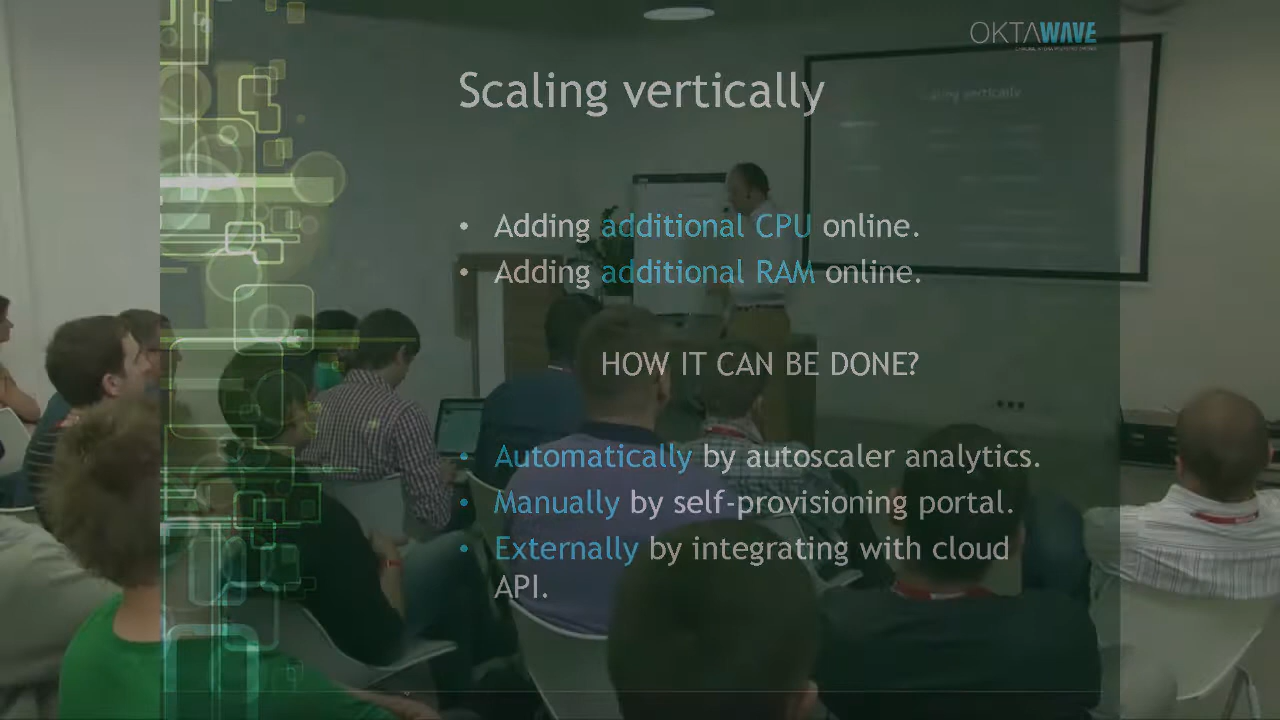 OKTAWAVE
Scaling vertically
• Adding additional CPU online.
• Adding additional RAM online.
HOW IT CAN BE DONE?
• Automatically by autoscaler analytics.
• Manually by self-provisioning portal.
• Externally by integrating with cloud
API.